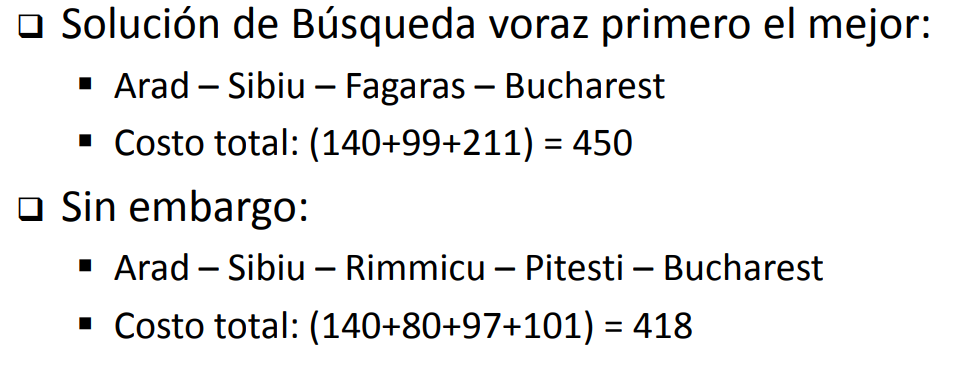 ❑ Solución de Búsqueda voraz primero el mejor:
▪ Arad – Sibiu – Fagaras – Bucharest
▪ Costo total: (140+99+211) = 450
❑ Sin embargo:
▪ Arad – Sibiu – Rimmicu – Pitesti – Bucharest
▪ Costo total: (140+80+97+101) = 418